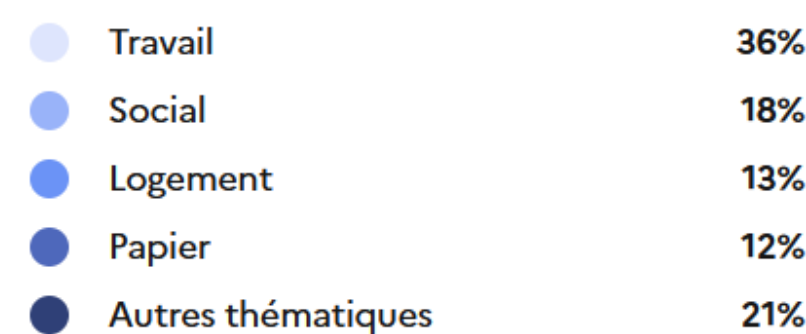 Travail 36%
Social 18%
Logement 13%
Papier 12%
Autres thématiques 21%